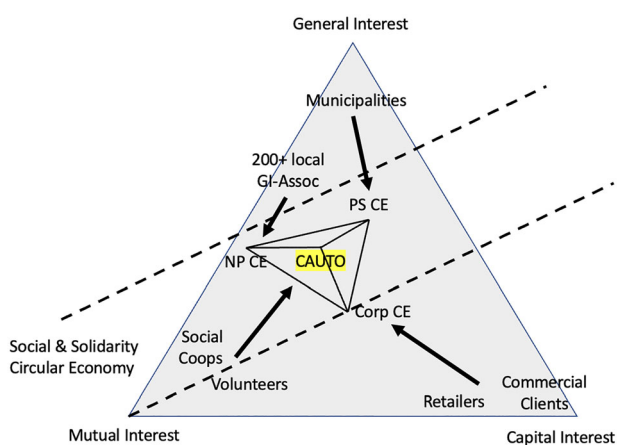 General Interest
Municipalities
200+ local
GI-Assoc
PS CE
NP CE
CAUTO
Corp CE
Social & Solidarity
Circular Economy
Social
Coops
Volunteers
Retailers
Commercial
Clients
Mutual Interest
Capital Interest